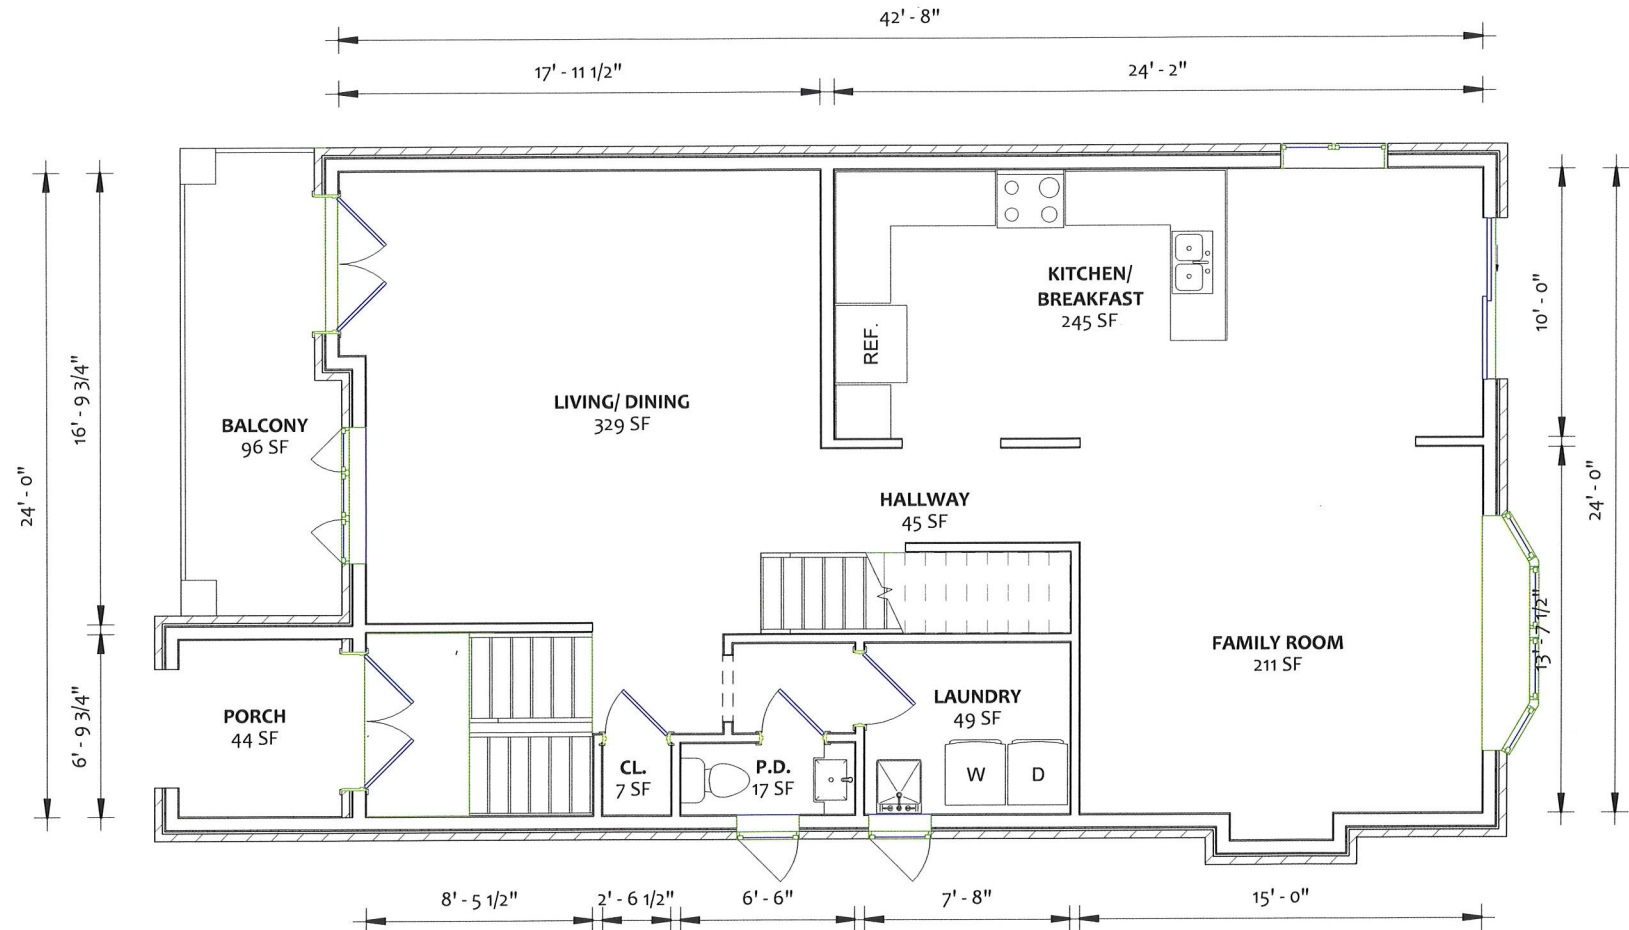 42' - 8"
17' - 11 1/2"
24' - 2"
KITCHEN/
BREAKFAST
245 SF
REF.
10' - 0"
24' - 0"
16' - 9 3/4"
24' - 0"
LIVING/ DINING
329 SF
BALCONY
96 SF
HALLWAY
45 SF
13' - 7 1/2"
FAMILY ROOM
211 SF
LAUNDRY
49 SF
PORCH
44 SF
6' - 9 3/4"
CL.
7 SF
P.D.
17 SF
W
D
8' - 5 1/2"
2' - 6 1/2"
6' - 6"
7' - 8"
15' - 0"